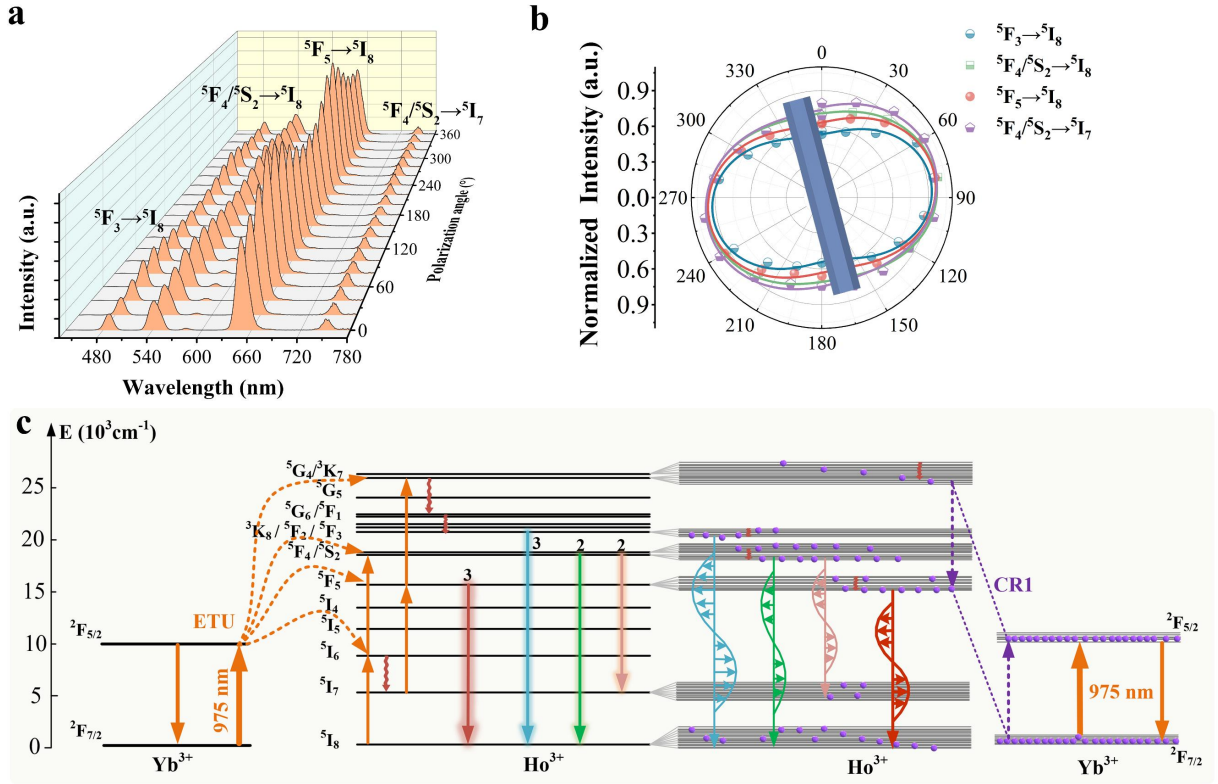 a
⁵F₅→⁵I₈
⁵F₄/⁵S₂→⁵I₈
⁵F₄/⁵S₂→⁵I₇
⁵F₃→⁵I₈
Intensity (a.u.)
360
300
240
180
120
60
0
Polarization angle (°)
480 540 600 660 720 780
Wavelength (nm)
b
⁵F₃→⁵I₈
⁵F₄/⁵S₂→⁵I₈
⁵F₅→⁵I₈
⁵F₄/⁵S₂→⁵I₇
Normalized Intensity (a.u.)
0.9
0.6
0.3
0.0
0.3
0.6
0.9
0
30
60
90
120
150
180
210
240
270
300
330
c
E (10³cm⁻¹)
25
20
15
10
5
0
⁵G₄/³K₇
⁵G₅
⁵G₆/⁵F₁
³K₈ / ⁵F₂ / ⁵F₃
⁵F₄/⁵S₂
⁵F₅
⁵I₄
⁵I₅
⁵I₆
⁵I₇
⁵I₈
²F₅/₂
ETU
975 nm
²F₇/₂
Yb³⁺
3
3
2
2
Ho³⁺
Ho³⁺
CR1
²F₅/₂
975 nm
²F₇/₂
Yb³⁺